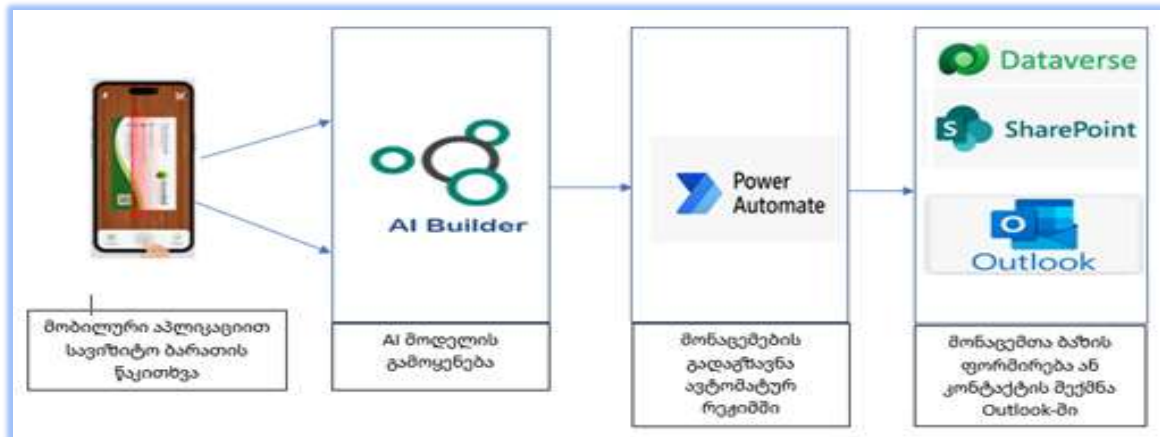 AI Builder
Power
Automate
Dataverse
SharePoint
Outlook
მობილური აპლიკაციით
სავიზიტო ბარათის
წაკითხვა
AI მოდელის
გამოყენება
მონაცემების
გადაგზავნა
ავტომატურ
რეჟიმში
მონაცემთა ბაზის
ფორმირება ან
კონტაქტის შექმნა
Outlook-ში